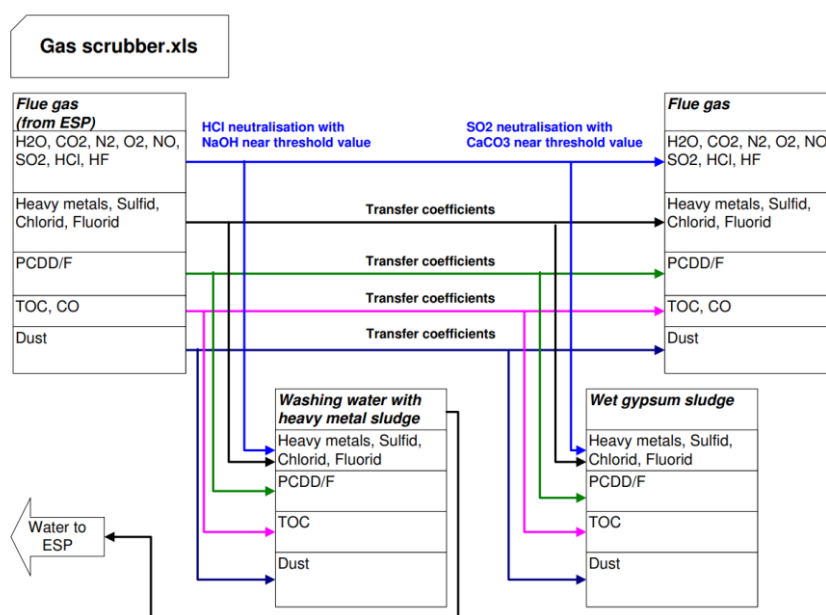 Gas scrubber.xls
Flue gas
(from ESP)
H2O, CO2, N2, O2, NO,
SO2, HCl, HF
Heavy metals, Sulfid,
Chlorid, Fluorid
PCDD/F
TOC, CO
Dust
HCl neutralisation with
NaOH near threshold value
SO2 neutralisation with
CaCO3 near threshold value
Transfer coefficients
Transfer coefficients
Transfer coefficients
Transfer coefficients
Flue gas
H2O, CO2, N2, O2, NO
SO2, HCl, HF
Heavy metals, Sulfid,
Chlorid, Fluorid
PCDD/F
TOC, CO
Dust
Washing water with
heavy metal sludge
Heavy metals, Sulfid,
Chlorid, Fluorid
PCDD/F
TOC
Dust
Wet gypsum sludge
Heavy metals, Sulfid,
Chlorid, Fluorid
PCDD/F
TOC
Dust
Water to
ESP